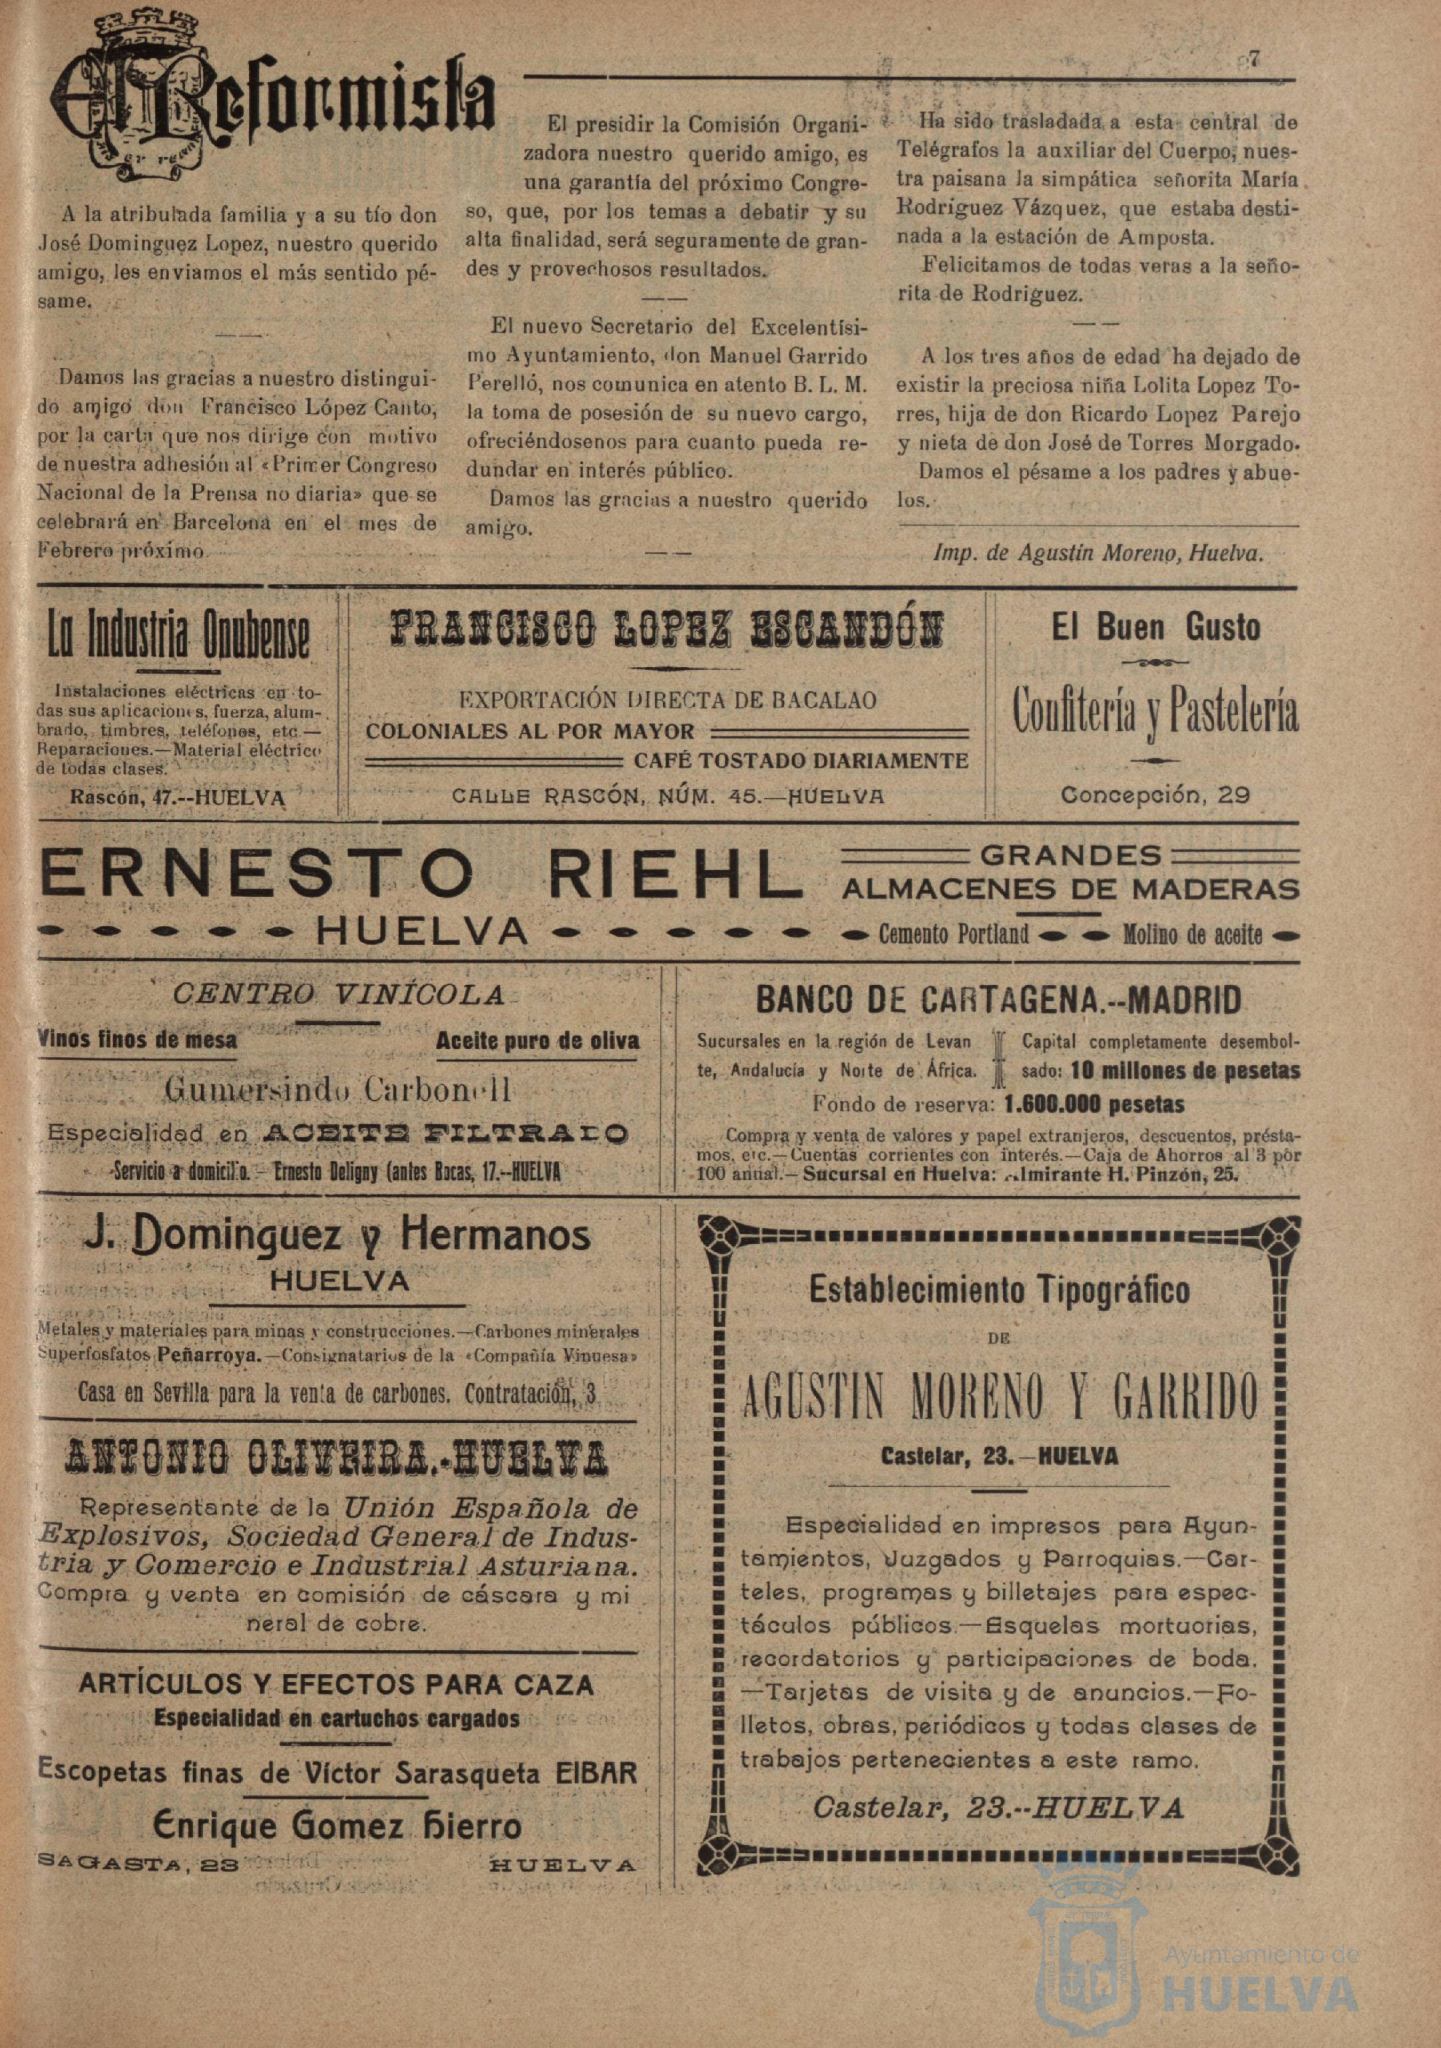 7
El Reformista
A la atribulada familia y a su tío don
José Dominguez Lopez, nuestro querido
amigo, les enviamos el más sentido pé-
same.
Damos las gracias a nuestro distingui-
do amigo don Francisco López Canto,
por la carta que nos dirige con motivo
de nuestra adhesión al «Primer Congreso
Nacional de la Prensa no diaria» que se
celebrará en Barcelona en el mes de
Febrero próximo.
El presidir la Comisión Organi-
zadora nuestro querido amigo, es
una garantía del próximo Congre-
so, que, por los temas a debatir y su
alta finalidad, será seguramente de gran-
des y provechosos resultados.
El nuevo Secretario del Excelentísi-
mo Ayuntamiento, don Manuel Garrido
Perelló, nos comunica en atento B. L. M.
la toma de posesión de su nuevo cargo,
ofreciéndosenos para cuanto pueda re-
dundar en interés público.
Damos las gracias a nuestro querido
amigo.
Ha sido trasladada a esta central de
Telégrafos la auxiliar del Cuerpo, nues-
tra paisana la simpática señorita María
Rodríguez Vázquez, que estaba desti-
nada a la estación de Amposta.
Felicitamos de todas veras a la seño-
rita de Rodriguez.
A los tres años de edad ha dejado de
existir la preciosa niña Lolita Lopez To-
rres, hija de don Ricardo Lopez Parejo
y nieta de don José de Torres Morgado.
Damos el pésame a los padres y abue-
los.
Imp. de Agustín Moreno, Huelva.
La Industria Onubense
Instalaciones eléctricas en to-
das sus aplicaciones, fuerza, alum-
brado, timbres, teléfonos, etc.—
Reparaciones.—Material eléctrico
de todas clases.
Rascón, 47.--HUELVA
FRANCISCO LOPEZ ESCANDÓN
EXPORTACIÓN DIRECTA DE BACALAO
COLONIALES AL POR MAYOR
CAFÉ TOSTADO DIARIAMENTE
CALLE RASCÓN, NÚM. 45.—HUELVA
El Buen Gusto
Confitería y Pastelería
Concepción, 29
ERNESTO RIEHL
HUELVA
GRANDES
ALMACENES DE MADERAS
Cemento Portland Molino de aceite
CENTRO VINÍCOLA
Vinos finos de mesa Aceite puro de oliva
Gumersindo Carbonell
Especialidad en ACEITE FILTRADO
Servicio a domicilio.—Ernesto Deligny (antes Bocas, 17.--HUELVA
BANCO DE CARTAGENA.--MADRID
Sucursales en la región de Levan
te, Andalucía y Norte de África.
Capital completamente desembol-
sado: 10 millones de pesetas
Fondo de reserva: 1.600.000 pesetas
Compra y venta de valores y papel extranjeros, descuentos, présta-
mos, etc.—Cuentas corrientes con interés.—Caja de Ahorros al 3 por
100 anual.—Sucursal en Huelva: Almirante H. Pinzón, 25.
J. Dominguez y Hermanos
HUELVA
Metales y materiales para minas y construcciones.—Carbones minerales
Superfosfatos Peñarroya.—Consignatarios de la «Compañía Vinuesa»
Casa en Sevilla para la venta de carbones. Contratación, 3
ANTONIO OLIVEIRA.-HUELVA
Representante de la Unión Española de
Explosivos, Sociedad General de Indus-
tria y Comercio e Industrial Asturiana.
Compra y venta en comisión de cáscara y mi
neral de cobre.
ARTÍCULOS Y EFECTOS PARA CAZA
Especialidad en cartuchos cargados
Escopetas finas de Víctor Sarasqueta EIBAR
Enrique Gomez Hierro
SAGASTA, 23 HUELVA
Establecimiento Tipográfico
DE
AGUSTIN MORENO Y GARRIDO
Castelar, 23.—HUELVA
Especialidad en impresos para Ayun-
tamientos, Juzgados y Parroquias.—Car-
teles, programas y billetajes para espec-
táculos públicos.—Esquelas mortuorias,
recordatorios y participaciones de boda.
—Tarjetas de visita y de anuncios.—Fo-
lletos, obras, periódicos y todas clases de
trabajos pertenecientes a este ramo.
Castelar, 23.--HUELVA
Ayuntamiento de
HUELVA